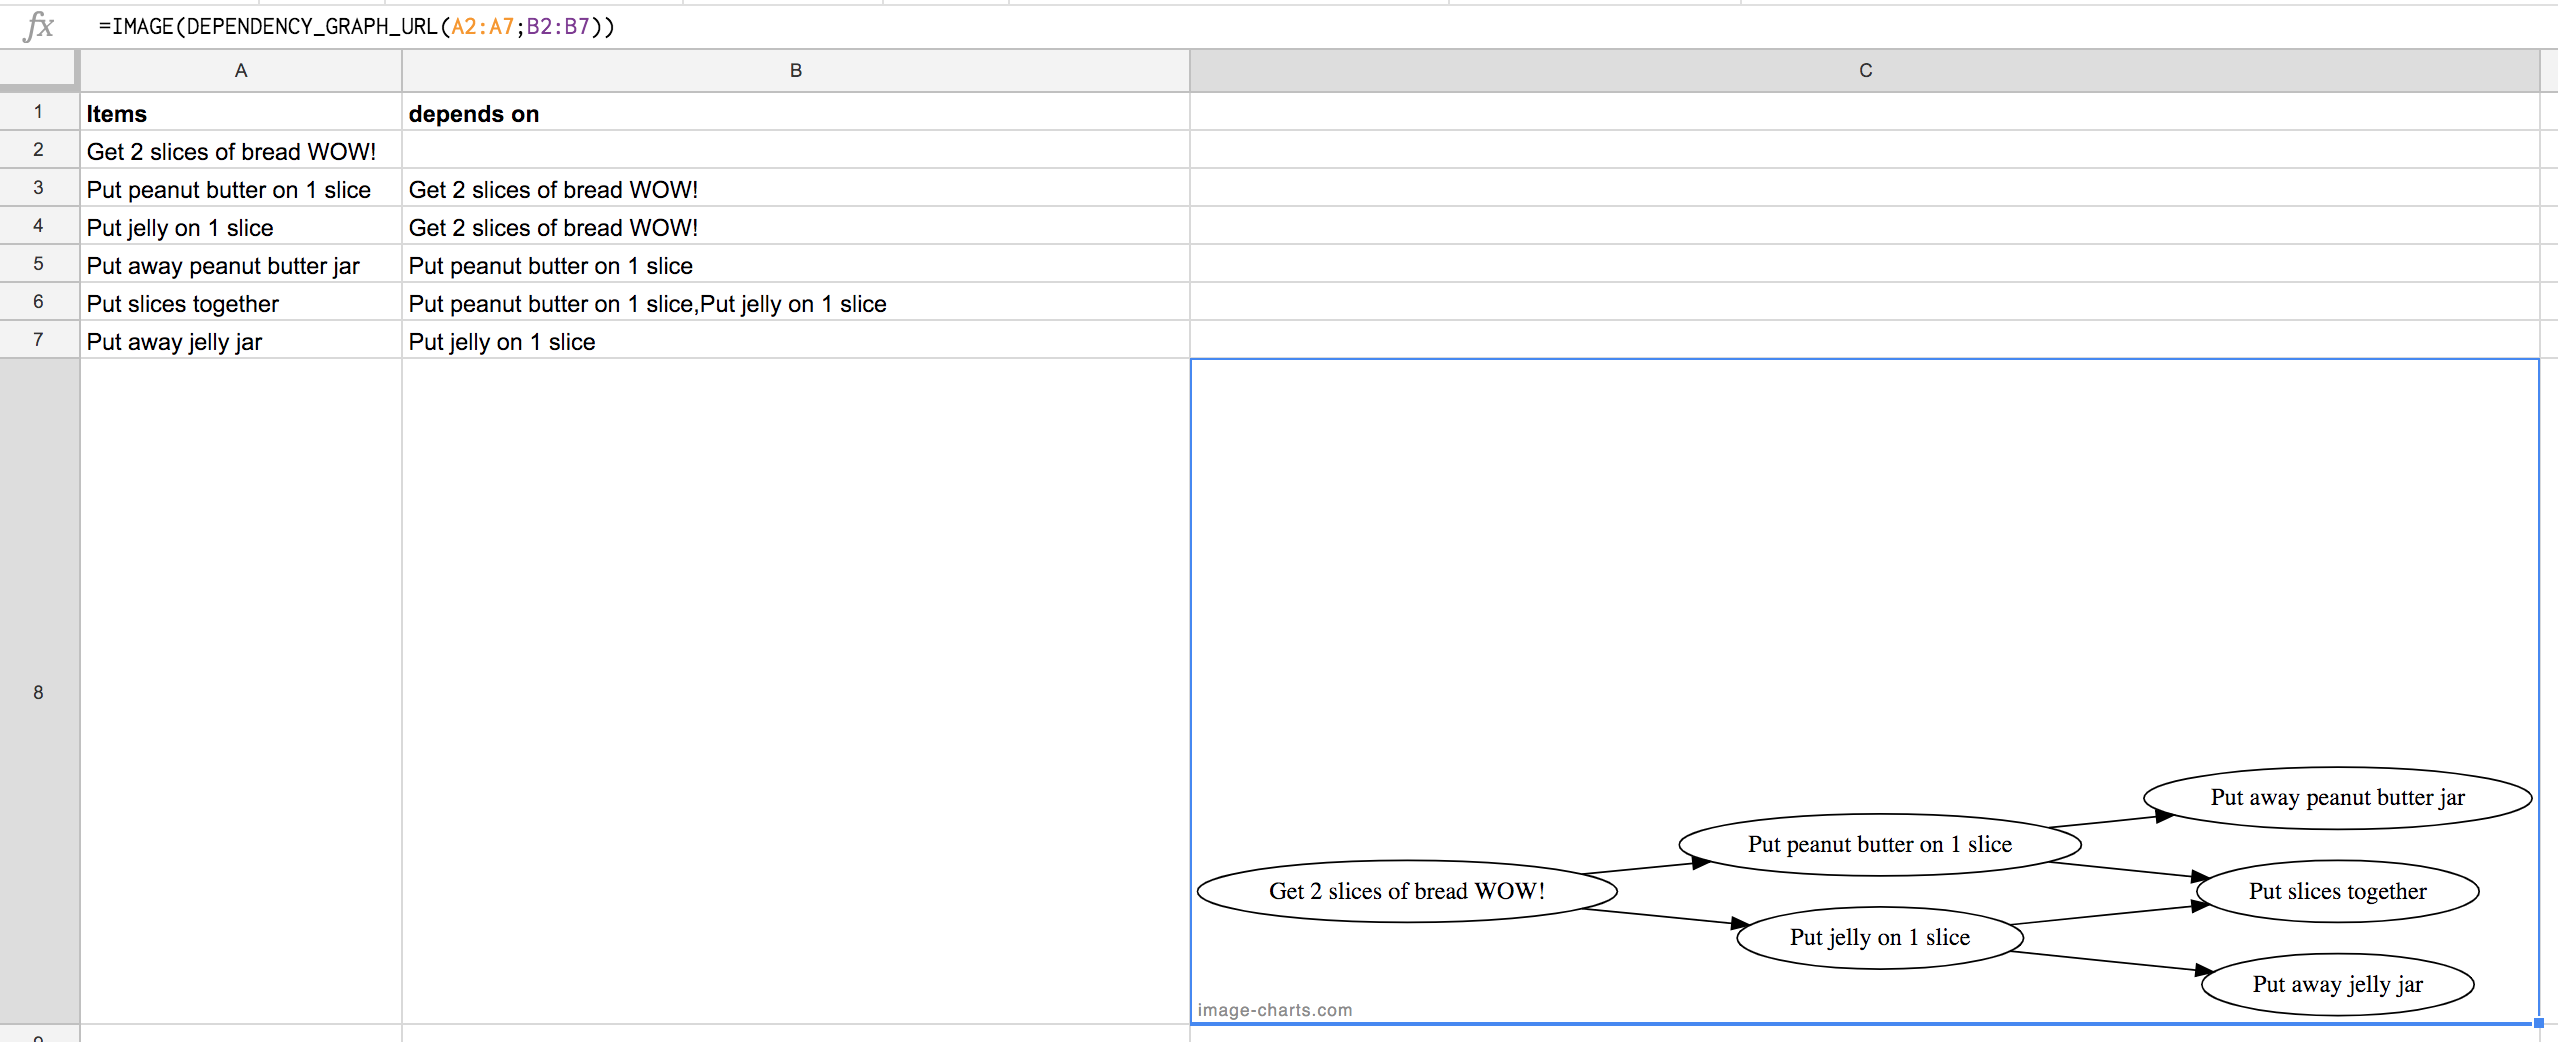 fx =IMAGE(DEPENDENCY_GRAPH_URL(A2:A7;B2:B7))
A B C
1 Items depends on
2 Get 2 slices of bread WOW!
3 Put peanut butter on 1 slice Get 2 slices of bread WOW!
4 Put jelly on 1 slice Get 2 slices of bread WOW!
5 Put away peanut butter jar Put peanut butter on 1 slice
6 Put slices together Put peanut butter on 1 slice,Put jelly on 1 slice
7 Put away jelly jar Put jelly on 1 slice
8
Put away peanut butter jar
Put peanut butter on 1 slice
Get 2 slices of bread WOW!
Put slices together
Put jelly on 1 slice
Put away jelly jar
image-charts.com